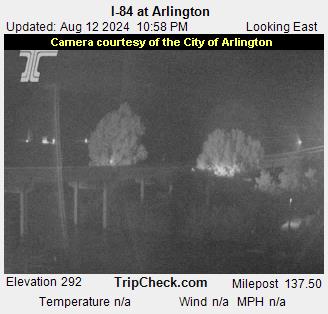 I-84 at Arlington
Updated: Aug 12 2024 10:58 PM Looking East
Camera courtesy of the City of Arlington
Elevation 292 TripCheck.com Milepost 137.50
Temperature n/a Wind n/a MPH n/a